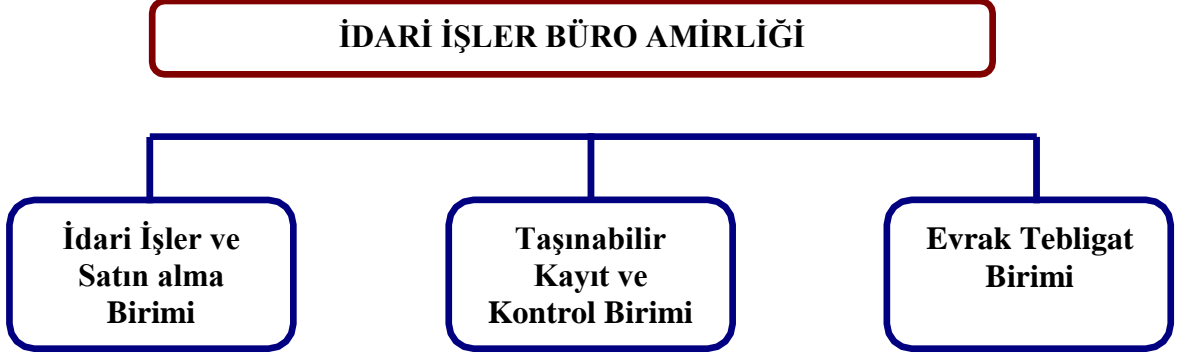 İDARİ İŞLER BÜRO AMİRLİĞİ
İdari İşler ve
Satın alma
Birimi
Taşınabilir
Kayıt ve
Kontrol Birimi
Evrak Tebligat
Birimi